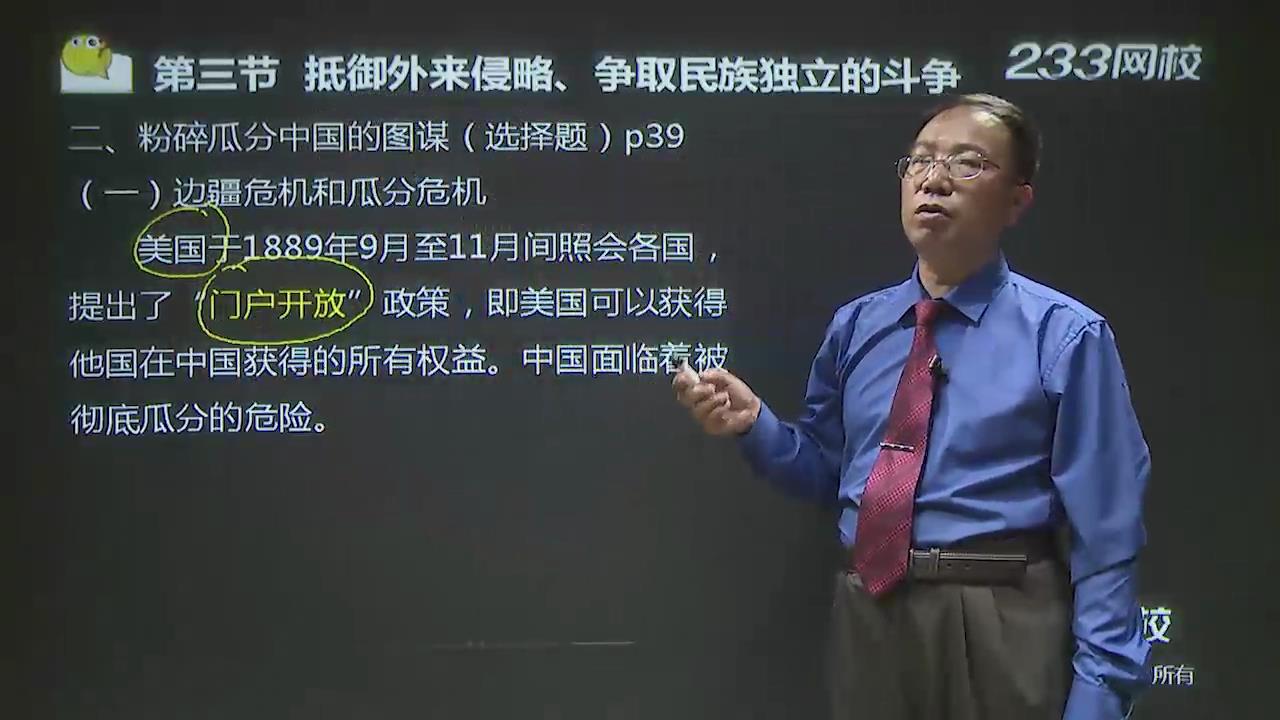 第三节 抵御外来侵略、争取民族独立的斗争
233网校
二、粉碎瓜分中国的图谋（选择题）p39
（一）边疆危机和瓜分危机
美国于1889年9月至11月间照会各国，
提出了“门户开放”政策，即美国可以获得
他国在中国获得的所有权益。中国面临着被
彻底瓜分的危险。
校
所有